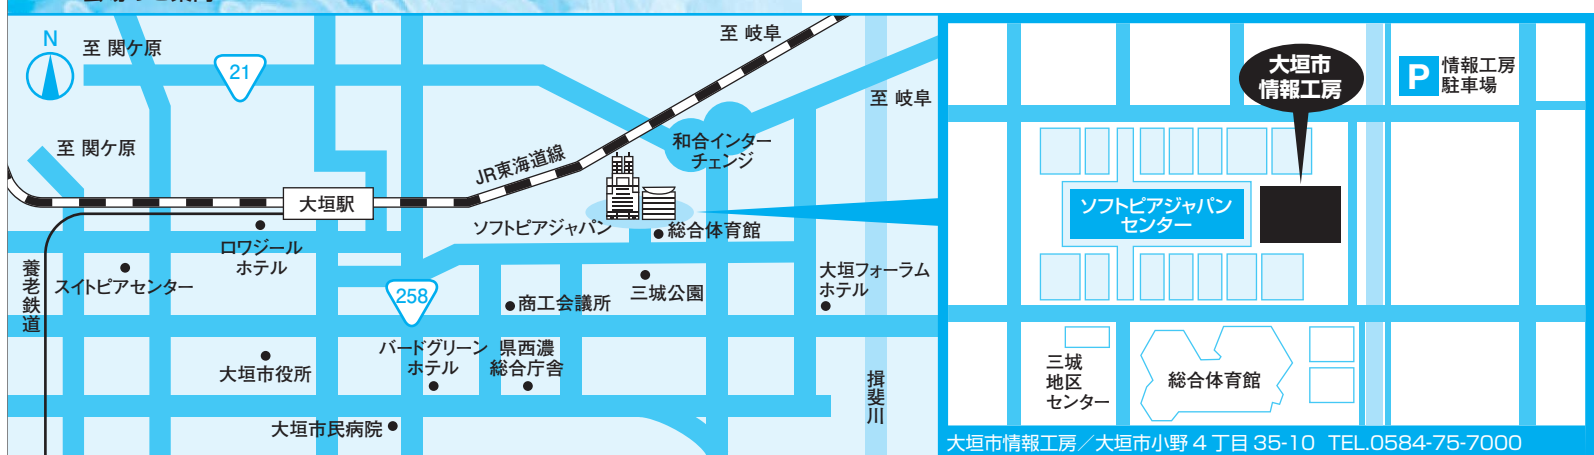 N
至 関ケ原
21
至 岐阜
至 岐阜
至 関ケ原
和合インター
チェンジ
JR東海道線
大垣駅
ソフトピアジャパン
総合体育館
ロワジール
ホテル
スイトピアセンター
養老鉄道
258
三城公園
大垣フォーラム
ホテル
商工会議所
バードグリーン
ホテル
県西濃
総合庁舎
大垣市役所
揖斐川
大垣市民病院
大垣市
情報工房
P
情報工房
駐車場
ソフトピアジャパン
センター
三城
地区
センター
総合体育館
大垣市情報工房／大垣市小野 4 丁目 35-10 TEL.0584-75-7000